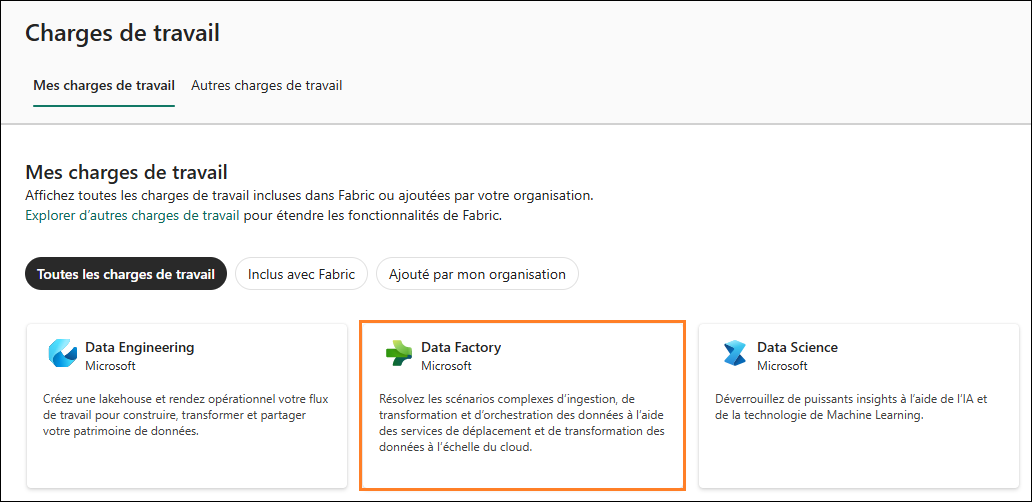 Charges de travail
Mes charges de travail
Autres charges de travail
Mes charges de travail
Affichez toutes les charges de travail incluses dans Fabric ou ajoutées par votre organisation.
Explorer d’autres charges de travail pour étendre les fonctionnalités de Fabric.
Toutes les charges de travail
Inclus avec Fabric
Ajouté par mon organisation
Data Engineering
Microsoft
Créez une lakehouse et rendez opérationnel votre flux
de travail pour construire, transformer et partager
votre patrimoine de données.
Data Factory
Microsoft
Résolvez les scénarios complexes d’ingestion, de
transformation et d’orchestration des données à l’aide
des services de déplacement et de transformation des
données à l’échelle du cloud.
Data Science
Microsoft
Déverrouillez de puissants insights à l’aide de l’IA et
de la technologie de Machine Learning.